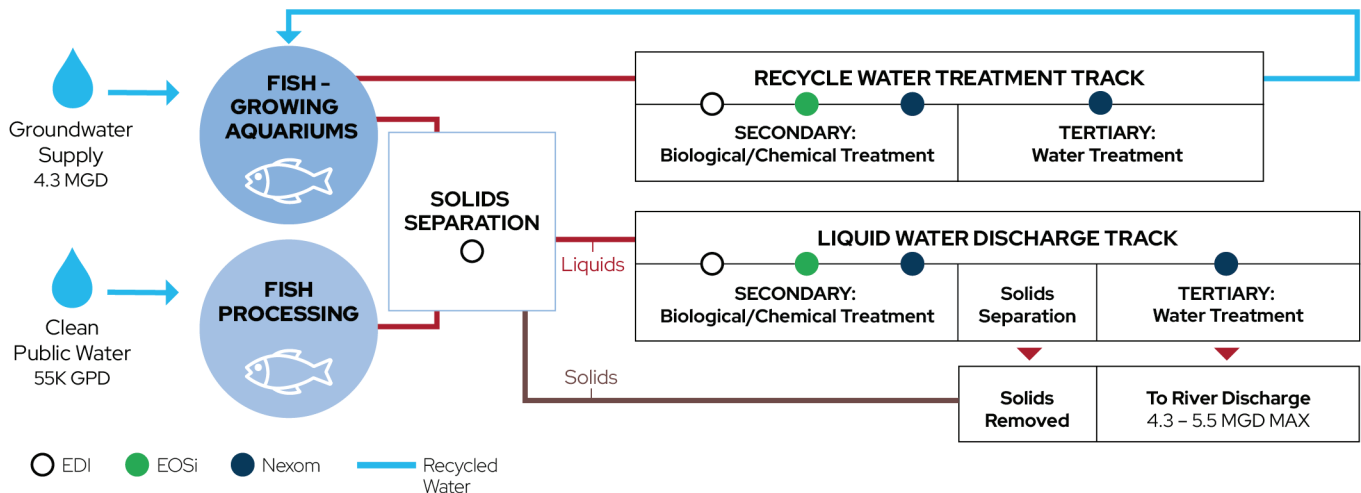 Groundwater
Supply
4.3 MGD
FISH –
GROWING
AQUARIUMS
Clean
Public Water
55K GPD
FISH
PROCESSING
SOLIDS
SEPARATION
Liquids
Solids
RECYCLE WATER TREATMENT TRACK
SECONDARY:
Biological/Chemical Treatment
TERTIARY:
Water Treatment
LIQUID WATER DISCHARGE TRACK
SECONDARY:
Biological/Chemical Treatment
Solids
Separation
TERTIARY:
Water Treatment
Solids
Removed
To River Discharge
4.3 – 5.5 MGD MAX
EDI
EOSi
Nexom
Recycled
Water